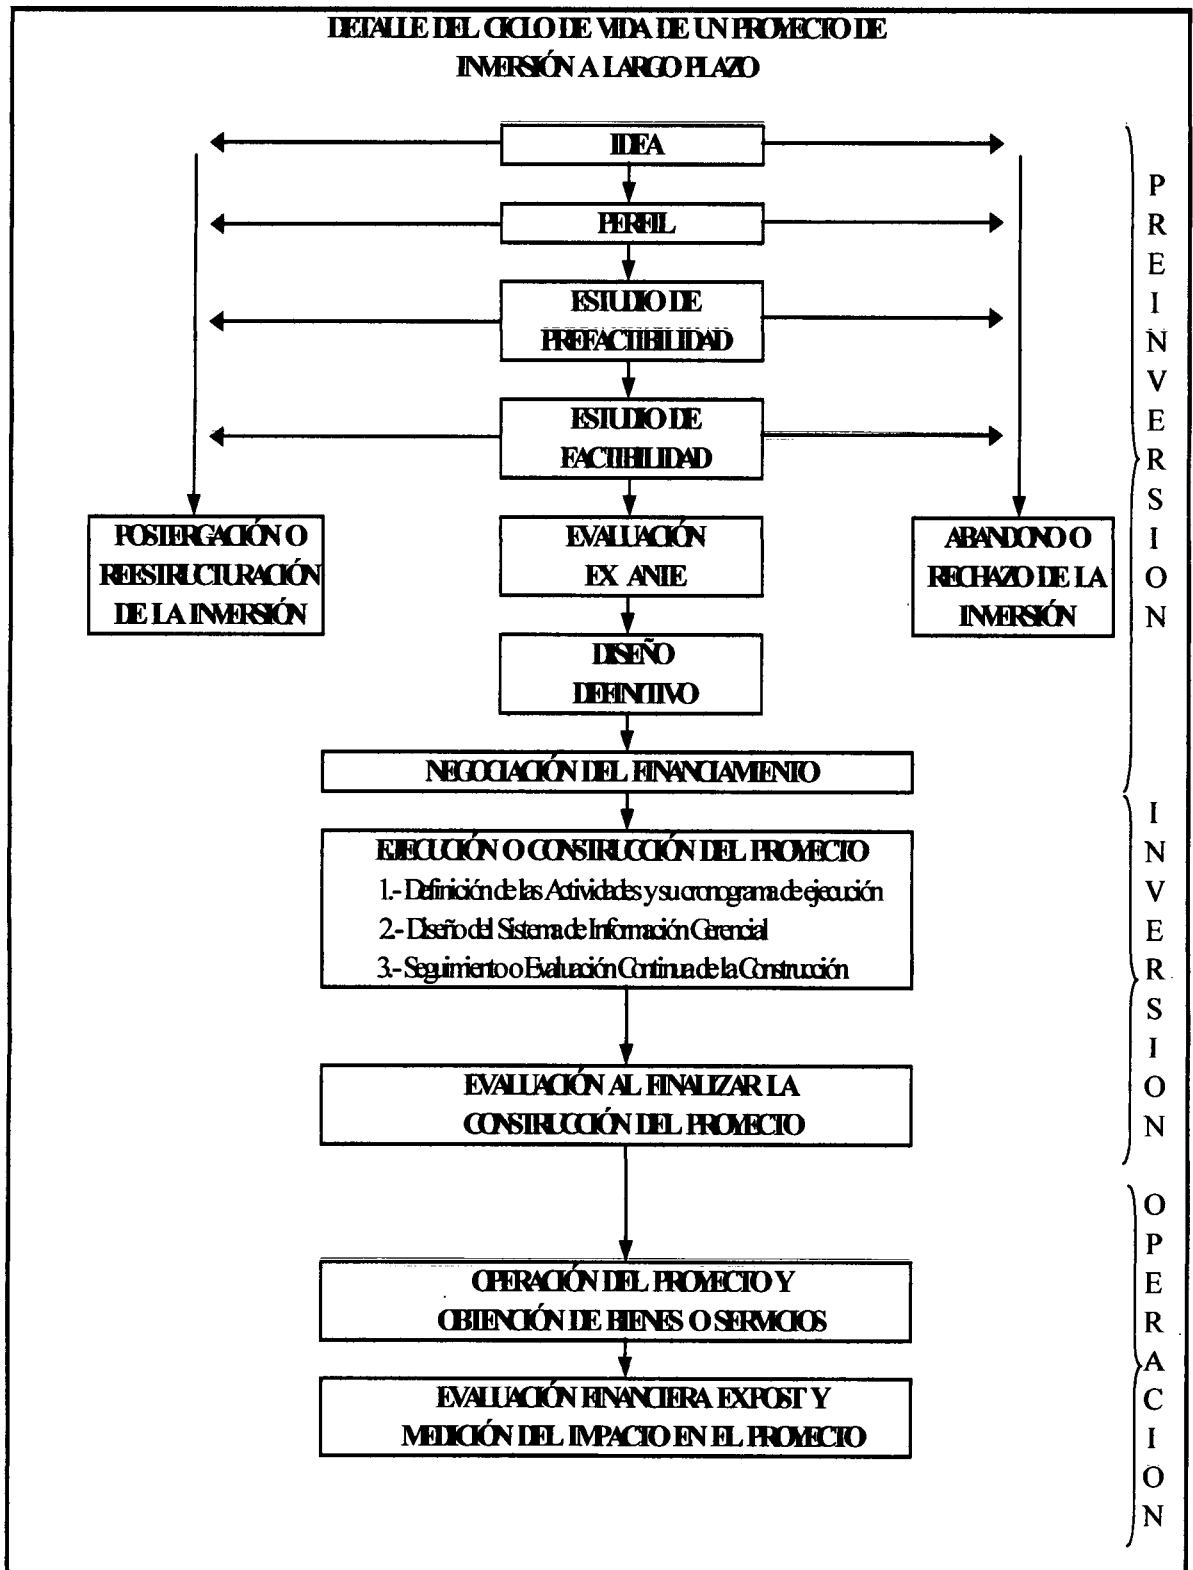 DETALLE DEL CICLO DE VIDA DE UN PROYECTO DE
INVERSIÓN A LARGO PLAZO
IDEA
PERFIL
ESTUDIO DE
PREFACTIBILIDAD
ESTUDIO DE
FACTIBILIDAD
POSTERGACIÓN O
REESTRUCTURACIÓN
DE LA INVERSIÓN
EVALUACIÓN
EX ANTE
ABANDONO O
RECHAZO DE LA
INVERSIÓN
DISEÑO
DEFINITIVO
NEGOCIACIÓN DEL FINANCIAMIENTO
PREINVERSION
EJECUCIÓN O CONSTRUCCIÓN DEL PROYECTO
1.- Definición de las Actividades y su cronograma de ejecución
2.- Diseño del Sistema de Información Gerencial
3.- Seguimiento o Evaluación Continua de la Construcción
EVALUACIÓN AL FINALIZAR LA
CONSTRUCCIÓN DEL PROYECTO
INVERSION
OPERACIÓN DEL PROYECTO Y
OBTENCIÓN DE BIENES O SERVICIOS
EVALUACIÓN FINANCIERA EXPOST Y
MEDICIÓN DEL IMPACTO EN EL PROYECTO
OPERACION